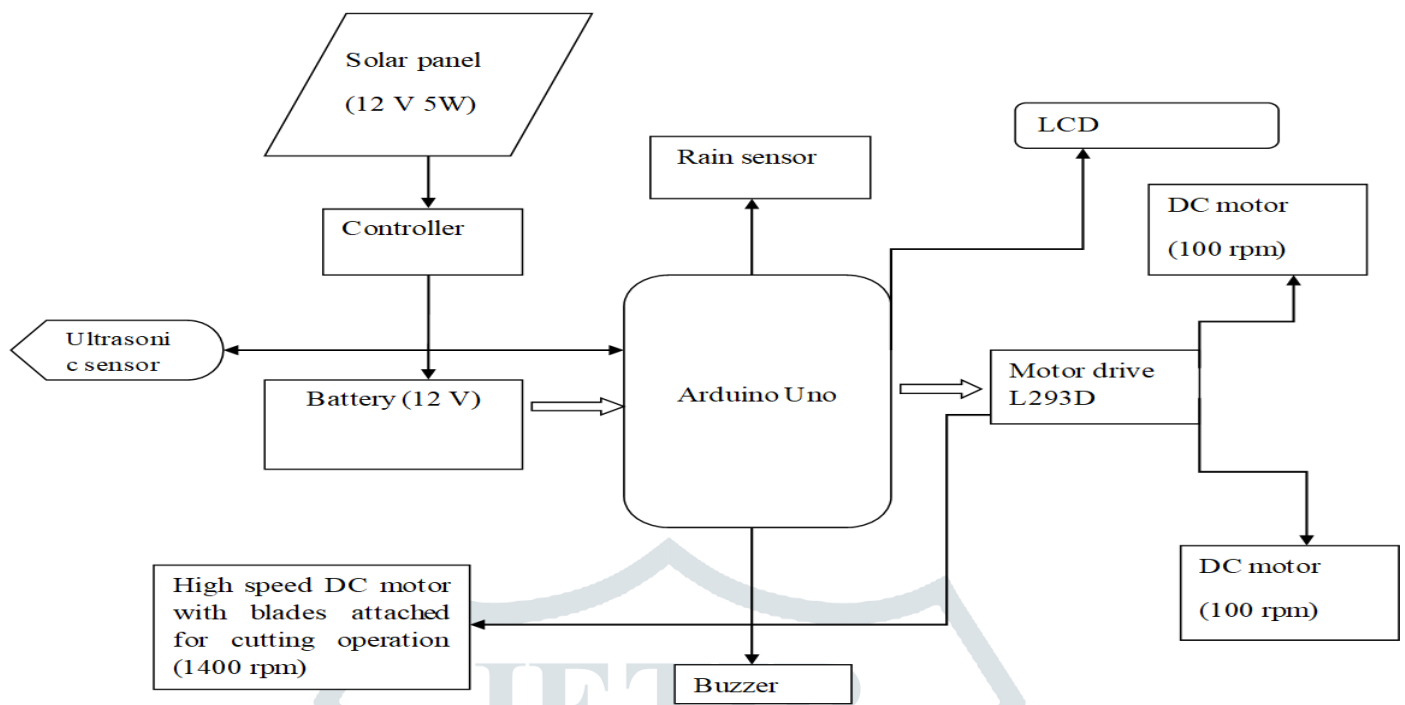 Solar panel
(12 V 5W)
LCD
Rain sensor
DC motor
(100 rpm)
Controller
Ultrasoni
c sensor
Motor drive
L293D
Battery (12 V)
Arduino Uno
DC motor
(100 rpm)
High speed DC motor
with blades attached
for cutting operation
(1400 rpm)
Buzzer